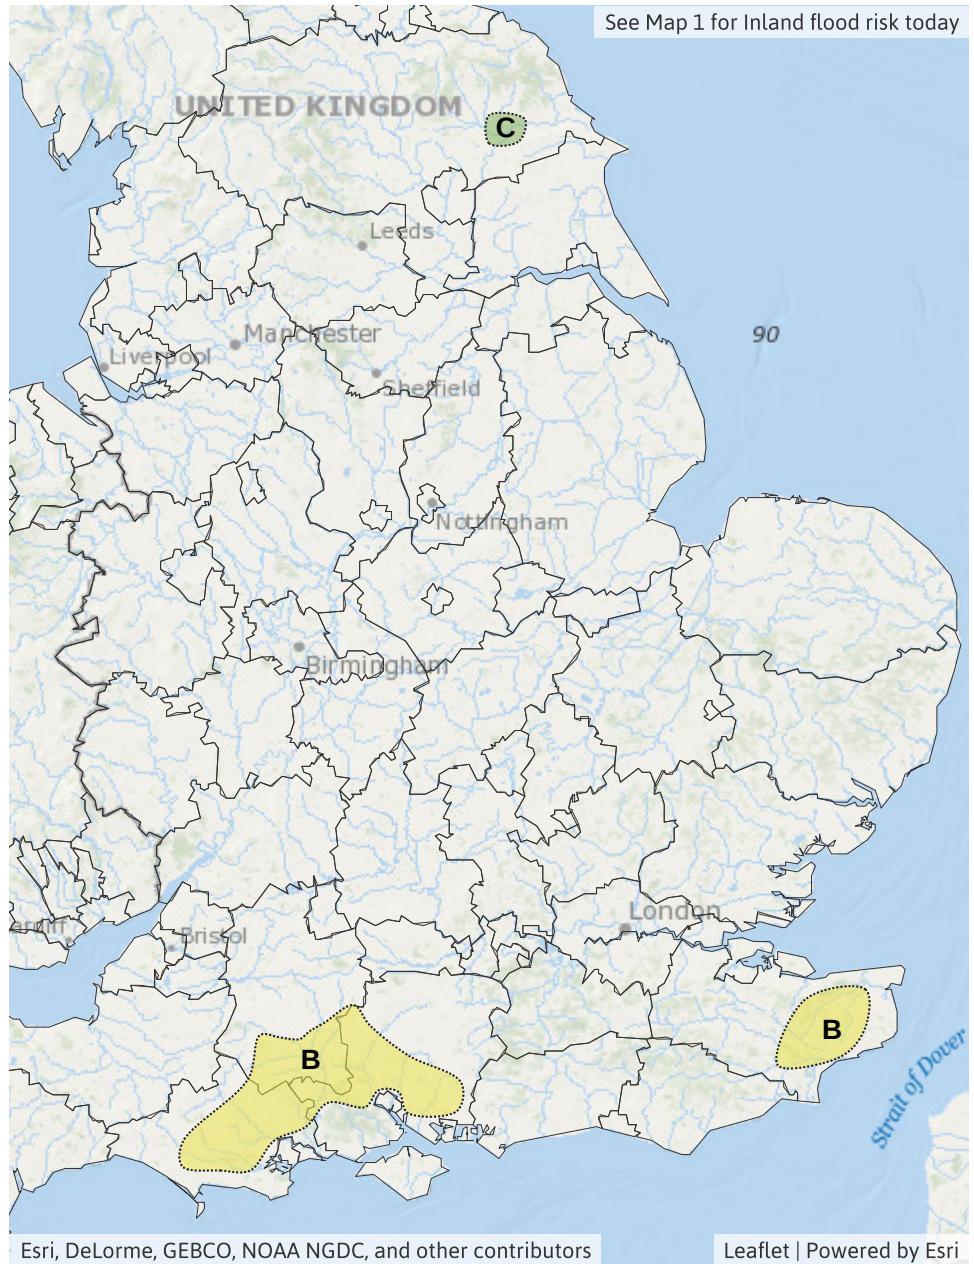 See Map 1 for Inland flood risk today
UNITED KINGDOM
C
Leeds
90
Manchester
Liverpool
Sheffield
Nottingham
Birmingham
London
ardiff
Bristol
B
B
Strait of Dover
Esri, DeLorme, GEBCO, NOAA NGDC, and other contributors
Leaflet | Powered by Esri